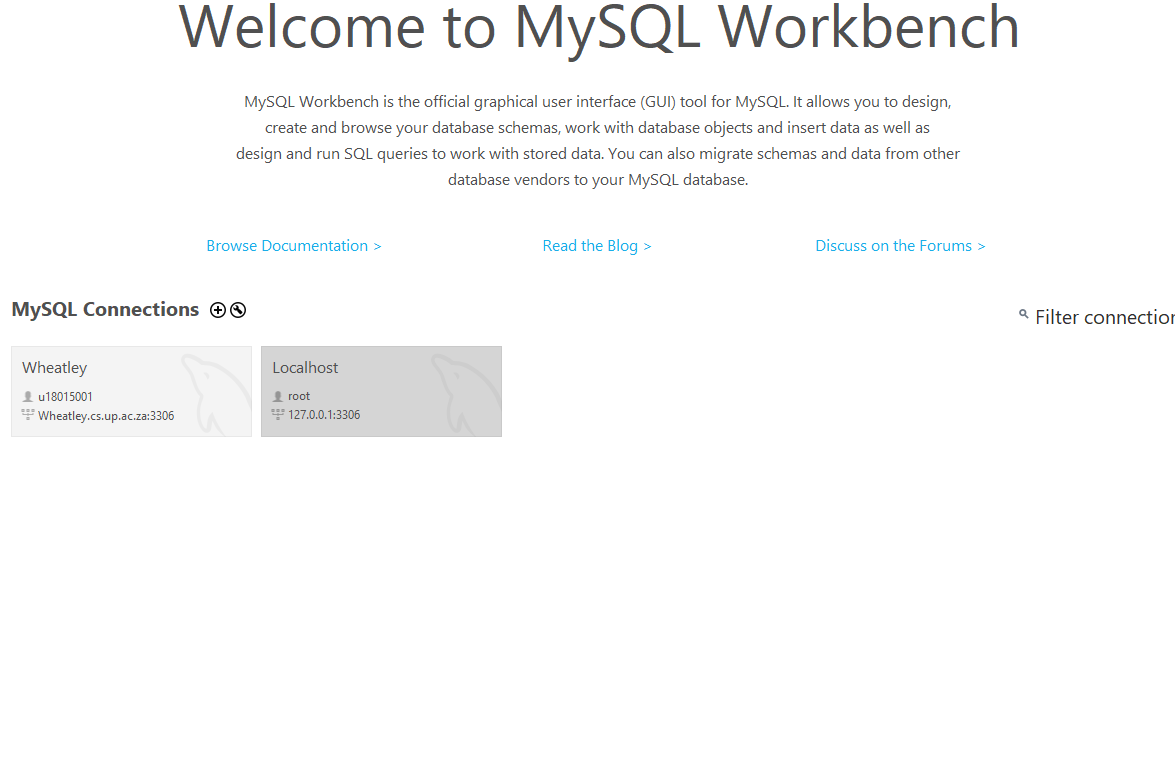 Welcome to MySQL Workbench
MySQL Workbench is the official graphical user interface (GUI) tool for MySQL. It allows you to design,
create and browse your database schemas, work with database objects and insert data as well as
design and run SQL queries to work with stored data. You can also migrate schemas and data from other
database vendors to your MySQL database.
Browse Documentation >
Read the Blog >
Discuss on the Forums >
MySQL Connections
Filter connection
Wheatley
u18015001
Wheatley.cs.up.ac.za:3306
Localhost
root
127.0.0.1:3306